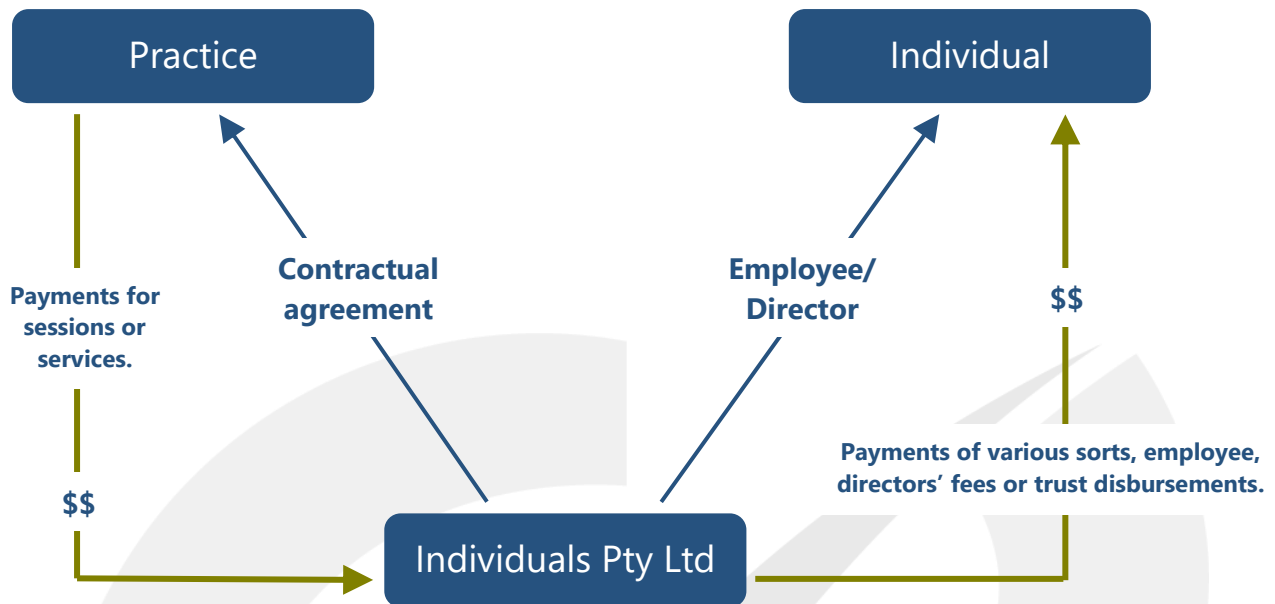 Practice
Individual
Contractual
agreement
Employee/
Director
Payments for
sessions or
services.
$$
$$
Payments of various sorts, employee,
directors’ fees or trust disbursements.
Individuals Pty Ltd